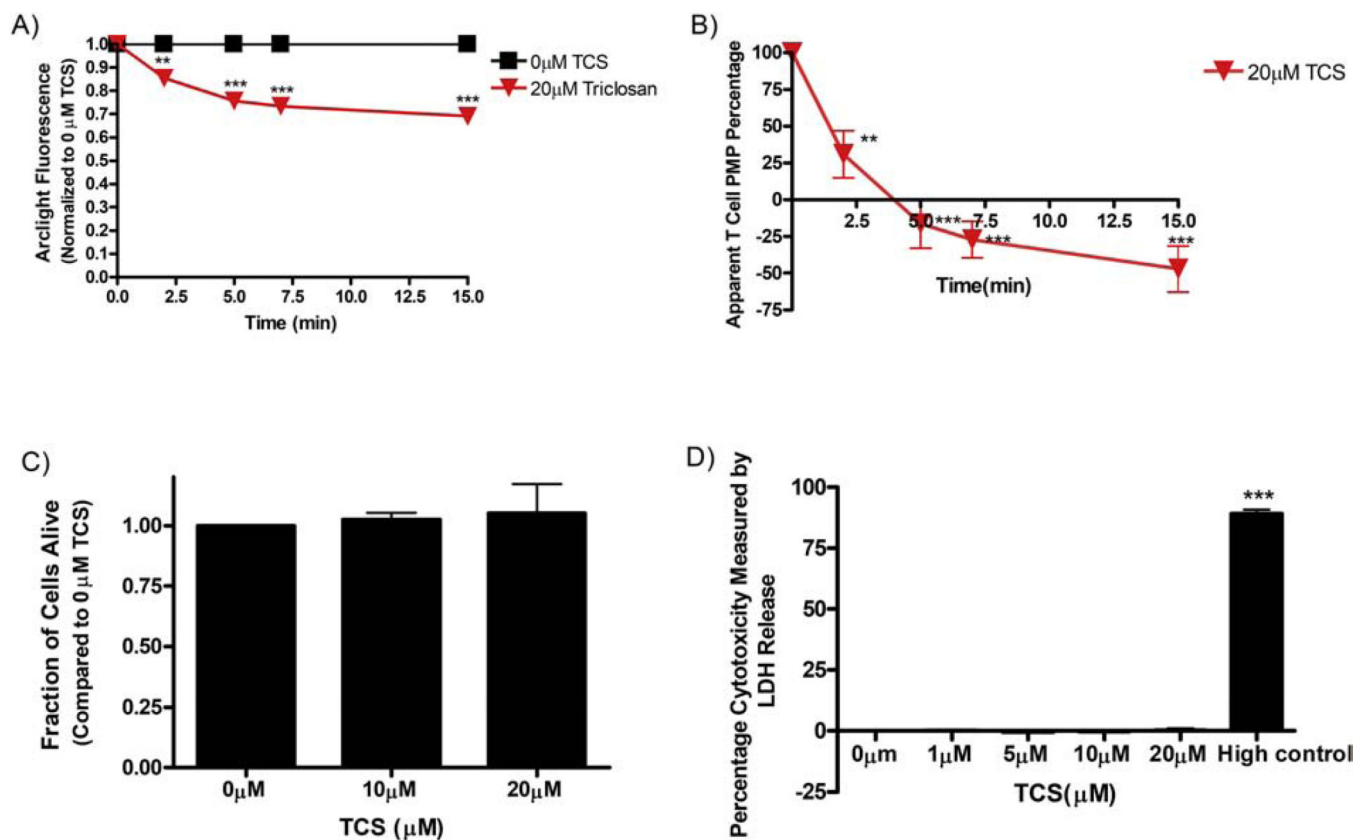 A)
Arclight Fluorescence
(Normalized to 0 μM TCS)
1.0
0.9
0.8
0.7
0.6
0.5
0.4
0.3
0.2
0.1
0.0
**
***
***
***
0.0 2.5 5.0 7.5 10.0 12.5 15.0
Time (min)
0μM TCS
20μM Triclosan
B)
Apparent T Cell PMP Percentage
100
75
50
25
0
-25
-50
-75
**
***
***
***
2.5 5.0 7.5 10.0 12.5 15.0
Time(min)
20μM TCS
C)
Fraction of Cells Alive
(Compared to 0μM TCS)
1.00
0.75
0.50
0.25
0.00
0μM 10μM 20μM
TCS (μM)
D)
Percentage Cytotoxicity Measured by
LDH Release
100
75
50
25
0
-25
***
0μm 1μM 5μM 10μM 20μM High control
TCS(μM)